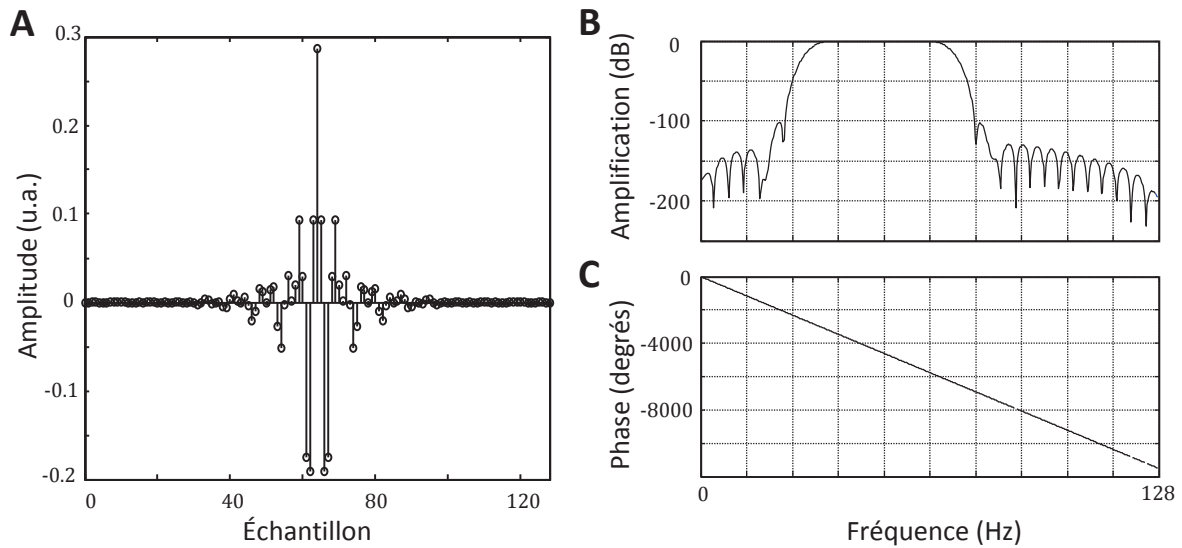 A
Amplitude (u.a.)
0.3
0.2
0.1
0
-0.1
-0.2
0
40
80
120
Échantillon
B
Amplification (dB)
0
-100
-200
C
Phase (degrés)
0
-4000
-8000
0
128
Fréquence (Hz)